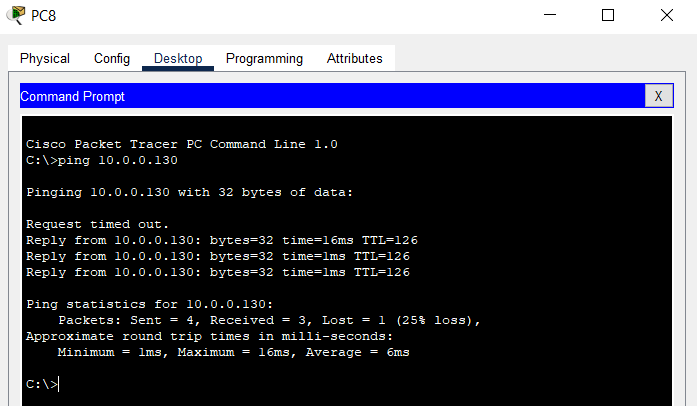 PC8
Physical Config Desktop Programming Attributes
Command Prompt X
Cisco Packet Tracer PC Command Line 1.0
C:\>ping 10.0.0.130
Pinging 10.0.0.130 with 32 bytes of data:
Request timed out.
Reply from 10.0.0.130: bytes=32 time=16ms TTL=126
Reply from 10.0.0.130: bytes=32 time=1ms TTL=126
Reply from 10.0.0.130: bytes=32 time=1ms TTL=126
Ping statistics for 10.0.0.130:
    Packets: Sent = 4, Received = 3, Lost = 1 (25% loss),
Approximate round trip times in milli-seconds:
    Minimum = 1ms, Maximum = 16ms, Average = 6ms
C:\>